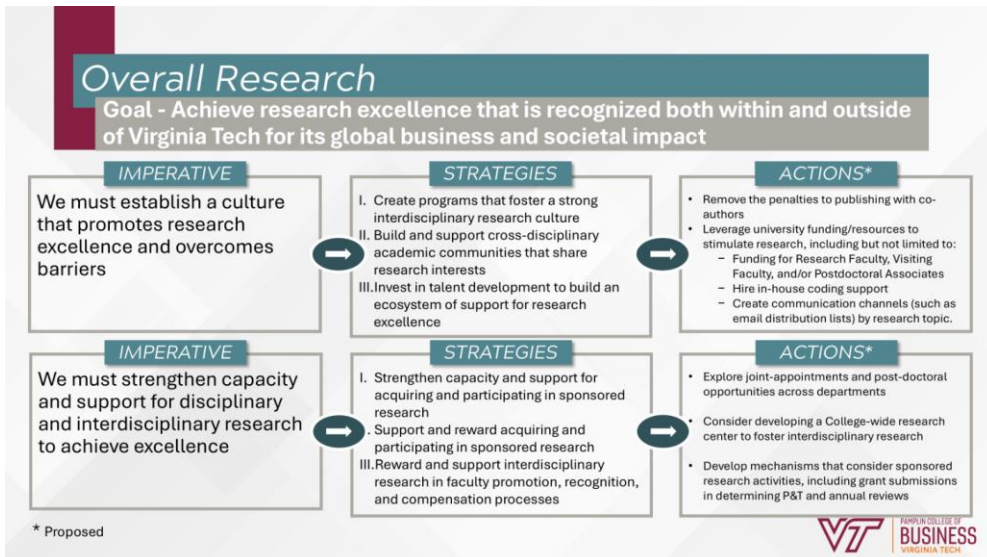 Overall Research
Goal - Achieve research excellence that is recognized both within and outside
of Virginia Tech for its global business and societal impact
IMPERATIVE
We must establish a culture
that promotes research
excellence and overcomes
barriers
STRATEGIES
I. Create programs that foster a strong
interdisciplinary research culture
II. Build and support cross-disciplinary
academic communities that share
research interests
III.Invest in talent development to build an
ecosystem of support for research
excellence
ACTIONS*
• Remove the penalties to publishing with co-
authors
• Leverage university funding/resources to
stimulate research, including but not limited to:
– Funding for Research Faculty, Visiting
Faculty, and/or Postdoctoral Associates
– Hire in-house coding support
– Create communication channels (such as
email distribution lists) by research topic.
IMPERATIVE
We must strengthen capacity
and support for disciplinary
and interdisciplinary research
to achieve excellence
STRATEGIES
I. Strengthen capacity and support for
acquiring and participating in sponsored
research
. Support and reward acquiring and
participating in sponsored research
III.Reward and support interdisciplinary
research in faculty promotion, recognition,
and compensation processes
ACTIONS*
• Explore joint-appointments and post-doctoral
opportunities across departments
• Consider developing a College-wide research
center to foster interdisciplinary research
• Develop mechanisms that consider sponsored
research activities, including grant submissions
in determining P&T and annual reviews
* Proposed
VT
PAMPLIN COLLEGE OF
BUSINESS
VIRGINIA TECH